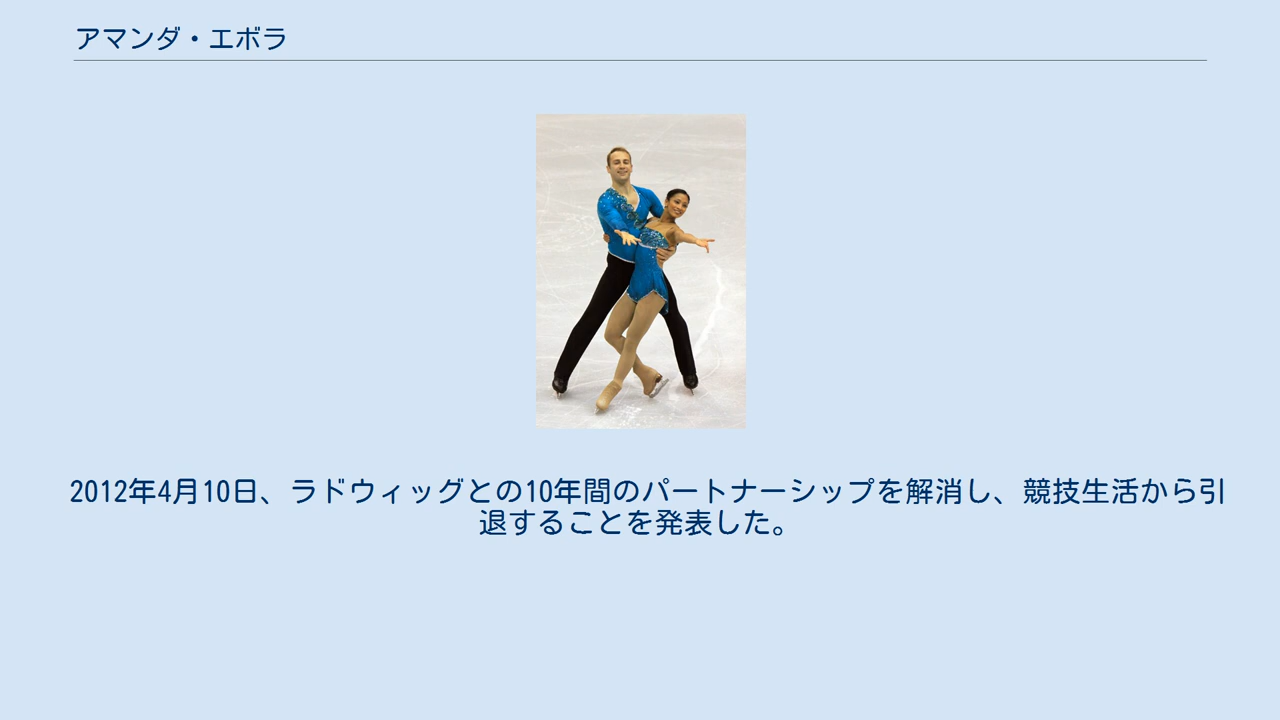 アマンダ・エボラ
2012年4月10日、ラドウィッグとの10年間のパートナーシップを解消し、競技生活から引
退することを発表した。